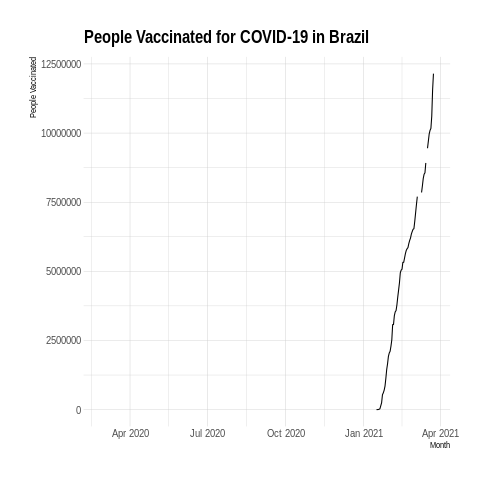 People Vaccinated for COVID-19 in Brazil
People Vaccinated
12500000
10000000
7500000
5000000
2500000
0
Apr 2020 Jul 2020 Oct 2020 Jan 2021 Apr 2021
Month